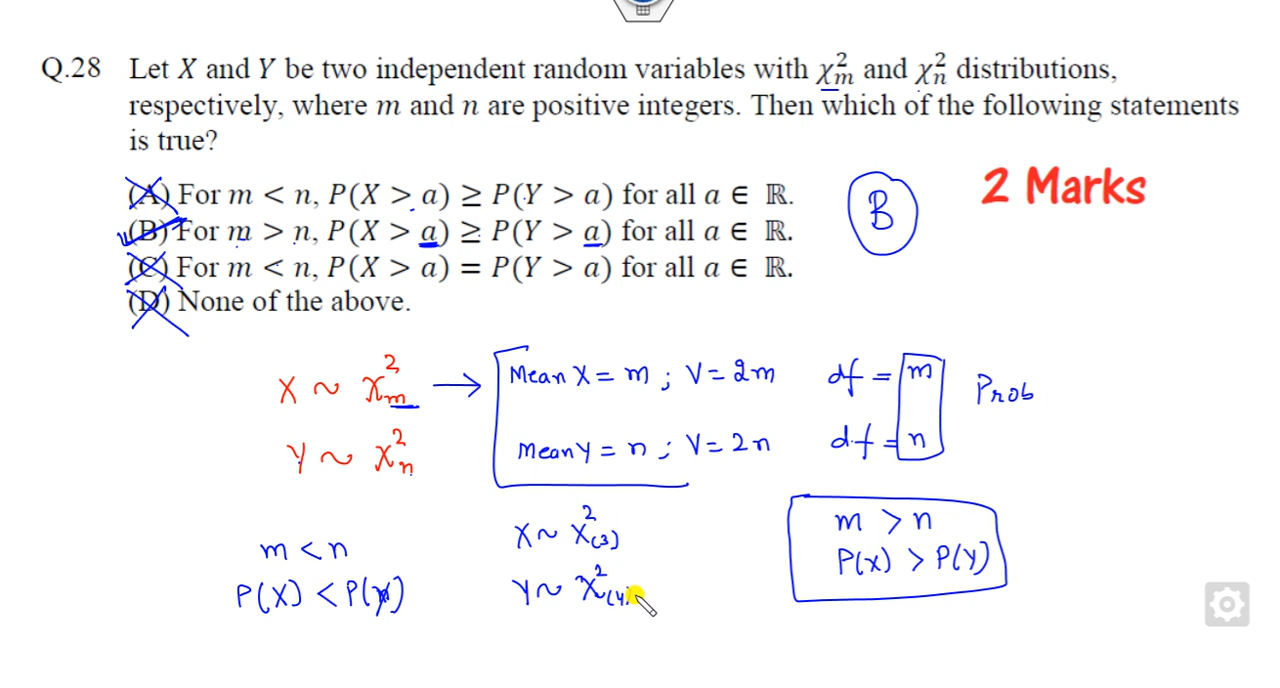 Q.28 Let X and Y be two independent random variables with χ²ₘ and χ²ₙ distributions,
respectively, where m and n are positive integers. Then which of the following statements
is true?
(A) For m < n, P(X > a) ≥ P(Y > a) for all a ∈ ℝ.
(B) For m > n, P(X > a) ≥ P(Y > a) for all a ∈ ℝ.
(C) For m < n, P(X > a) = P(Y > a) for all a ∈ ℝ.
(D) None of the above.
B
2 Marks
X ~ χ²ₘ → Mean X = m ; V = 2m
df = m
Prob
Y ~ χ²ₙ
Mean Y = n ; V = 2n
d.f = n
m < n
P(X) < P(Y)
X ~ χ²(3)
Y ~ χ²(4)
m > n
P(X) > P(Y)